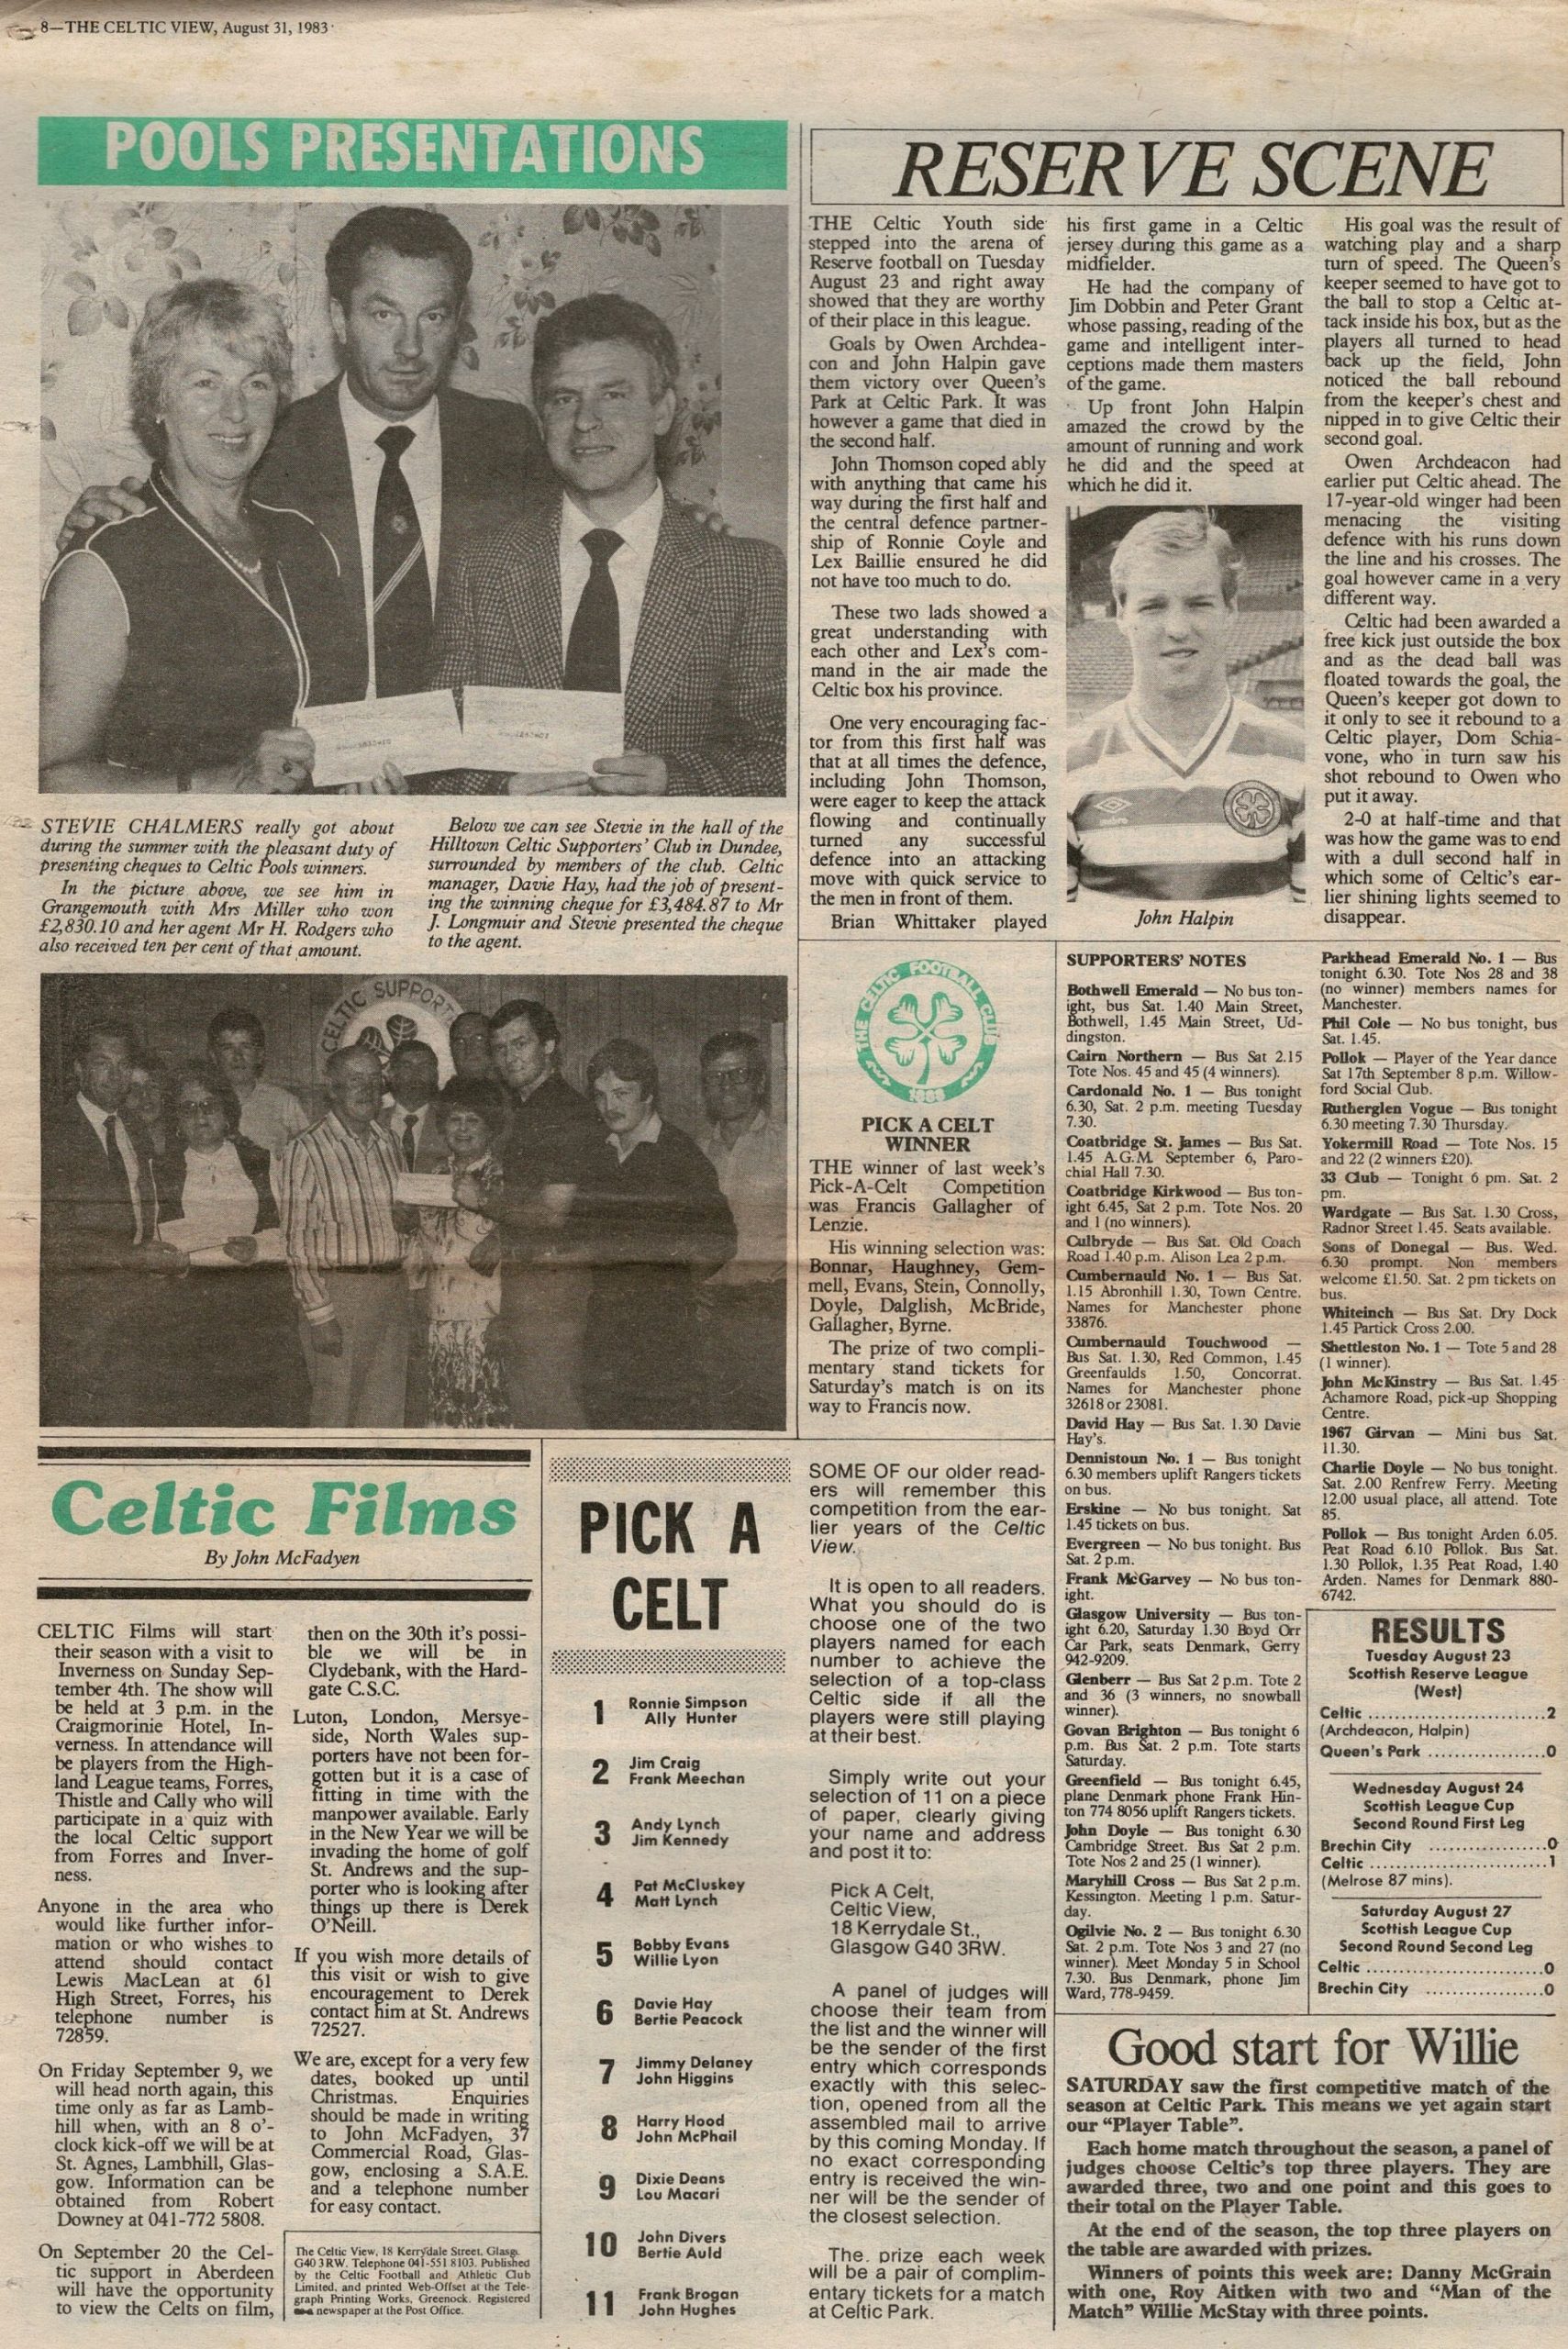 8—THE CELTIC VIEW, August 31, 1983
POOLS PRESENTATIONS
STEVIE CHALMERS really got about
during the summer with the pleasant duty of
presenting cheques to Celtic Pools winners.
In the picture above, we see him in
Grangemouth with Mrs Miller who won
£2,830.10 and her agent Mr H. Rodgers who
also received ten per cent of that amount.
Below we can see Stevie in the hall of the
Hilltown Celtic Supporters' Club in Dundee,
surrounded by members of the club. Celtic
manager, Davie Hay, had the job of present-
ing the winning cheque for £3,484.87 to Mr
J. Longmuir and Stevie presented the cheque
to the agent.
CELTIC SUPPORT
RESERVE SCENE
THE Celtic Youth side
stepped into the arena of
Reserve football on Tuesday
August 23 and right away
showed that they are worthy
of their place in this league.
Goals by Owen Archdea-
con and John Halpin gave
them victory over Queen's
Park at Celtic Park. It was
however a game that died in
the second half.
John Thomson coped ably
with anything that came his
way during the first half and
the central defence partner-
ship of Ronnie Coyle and
Lex Baillie ensured he did
not have too much to do.
These two lads showed a
great understanding with
each other and Lex's com-
mand in the air made the
Celtic box his province.
One very encouraging fac-
tor from this first half was
that at all times the defence,
including John Thomson,
were eager to keep the attack
flowing and continually
turned any successful
defence into an attacking
move with quick service to
the men in front of them.
Brian Whittaker played
his first game in a Celtic
jersey during this game as a
midfielder.
He had the company of
Jim Dobbin and Peter Grant
whose passing, reading of the
game and intelligent inter-
ceptions made them masters
of the game.
Up front John Halpin
amazed the crowd by the
amount of running and work
he did and the speed at
which he did it.
umbro
John Halpin
His goal was the result of
watching play and a sharp
turn of speed. The Queen's
keeper seemed to have got to
the ball to stop a Celtic at-
tack inside his box, but as the
players all turned to head
back up the field, John
noticed the ball rebound
from the keeper's chest and
nipped in to give Celtic their
second goal.
Owen Archdeacon had
earlier put Celtic ahead. The
17-year-old winger had been
menacing the visiting
defence with his runs down
the line and his crosses. The
goal however came in a very
different way.
Celtic had been awarded a
free kick just outside the box
and as the dead ball was
floated towards the goal, the
Queen's keeper got down to
it only to see it rebound to a
Celtic player, Dom Schia-
vone, who in turn saw his
shot rebound to Owen who
put it away.
2-0 at half-time and that
was how the game was to end
with a dull second half in
which some of Celtic's ear-
lier shining lights seemed to
disappear.
THE CELTIC FOOTBALL CLUB
1888
PICK A CELT
WINNER
THE winner of last week's
Pick-A-Celt Competition
was Francis Gallagher of
Lenzie.
His winning selection was:
Bonnar, Haughney, Gem-
mell, Evans, Stein, Connolly,
Doyle, Dalglish, McBride,
Gallagher, Byrne.
The prize of two compli-
mentary stand tickets for
Saturday's match is on its
way to Francis now.
SUPPORTERS' NOTES
Bothwell Emerald — No bus ton-
ight, bus Sat. 1.40 Main Street,
Bothwell, 1.45 Main Street, Ud-
dingston.
Cairn Northern — Bus Sat 2.15
Tote Nos. 45 and 45 (4 winners).
Cardonald No. 1 — Bus tonight
6.30, Sat. 2 p.m. meeting Tuesday
7.30.
Coatbridge St. James — Bus Sat.
1.45 A.G.M. September 6, Paro-
chial Hall 7.30.
Coatbridge Kirkwood — Bus ton-
ight 6.45, Sat 2 p.m. Tote Nos. 20
and 1 (no winners).
Culbryde — Bus Sat. Old Coach
Road 1.40 p.m. Alison Lea 2 p.m.
Cumbernauld No. 1 — Bus Sat.
1.15 Abronhill 1.30, Town Centre.
Names for Manchester phone
33876.
Cumbernauld Touchwood —
Bus Sat. 1.30, Red Common, 1.45
Greenfaulds 1.50, Concorrat.
Names for Manchester phone
32618 or 23081.
David Hay — Bus Sat. 1.30 Davie
Hay's.
Dennistoun No. 1 — Bus tonight
6.30 members uplift Rangers tickets
on bus.
Erskine — No bus tonight. Sat
1.45 tickets on bus.
Evergreen — No bus tonight. Bus
Sat. 2 p.m.
Frank McGarvey — No bus ton-
ight.
Glasgow University — Bus ton-
ight 6.20, Saturday 1.30 Boyd Orr
Car Park, seats Denmark, Gerry
942-9209.
Glenberr — Bus Sat 2 p.m. Tote 2
and 36 (3 winners, no snowball
winner).
Govan Brighton — Bus tonight 6
p.m. Bus Sat. 2 p.m. Tote starts
Saturday.
Greenfield — Bus tonight 6.45,
plane Denmark phone Frank Hin-
ton 774 8056 uplift Rangers tickets.
John Doyle — Bus tonight 6.30
Cambridge Street. Bus Sat 2 p.m.
Tote Nos 2 and 25 (1 winner).
Maryhill Cross — Bus Sat 2 p.m.
Kessington. Meeting 1 p.m. Satur-
day.
Ogilvie No. 2 — Bus tonight 6.30
Sat. 2 p.m. Tote Nos 3 and 27 (no
winner). Meet Monday 5 in School
7.30. Bus Denmark, phone Jim
Ward, 778-9459.
Parkhead Emerald No. 1 — Bus
tonight 6.30. Tote Nos 28 and 38
(no winner) members names for
Manchester.
Phil Cole — No bus tonight, bus
Sat. 1.45.
Pollok — Player of the Year dance
Sat 17th September 8 p.m. Willow-
ford Social Club.
Rutherglen Vogue — Bus tonight
6.30 meeting 7.30 Thursday.
Yokermill Road — Tote Nos. 15
and 22 (2 winners £20).
33 Club — Tonight 6 pm. Sat. 2
pm.
Wardgate — Bus Sat. 1.30 Cross,
Radnor Street 1.45. Seats available.
Sons of Donegal — Bus. Wed.
6.30 prompt. Non members
welcome £1.50. Sat. 2 pm tickets on
bus.
Whiteinch — Bus Sat. Dry Dock
1.45 Partick Cross 2.00.
Shettleston No. 1 — Tote 5 and 28
(1 winner).
John McKinstry — Bus Sat. 1.45
Achamore Road, pick-up Shopping
Centre.
1967 Girvan — Mini bus Sat.
11.30.
Charlie Doyle — No bus tonight.
Sat. 2.00 Renfrew Ferry. Meeting
12.00 usual place, all attend. Tote
85.
Pollok — Bus tonight Arden 6.05.
Peat Road 6.10 Pollok. Bus Sat.
1.30 Pollok, 1.35 Peat Road, 1.40
Arden. Names for Denmark 880-
6742.
RESULTS
Tuesday August 23
Scottish Reserve League
(West)
Celtic ..........................2
(Archdeacon, Halpin)
Queen's Park .................0
Wednesday August 24
Scottish League Cup
Second Round First Leg
Brechin City .................0
Celtic ..........................1
(Melrose 87 mins).
Saturday August 27
Scottish League Cup
Second Round Second Leg
Celtic ..........................0
Brechin City .................0
Celtic Films
By John McFadyen
CELTIC Films will start
their season with a visit to
Inverness on Sunday Sep-
tember 4th. The show will
be held at 3 p.m. in the
Craigmorinie Hotel, In-
verness. In attendance will
be players from the High-
land League teams, Forres,
Thistle and Cally who will
participate in a quiz with
the local Celtic support
from Forres and Inver-
ness.
Anyone in the area who
would like further infor-
mation or who wishes to
attend should contact
Lewis MacLean at 61
High Street, Forres, his
telephone number is
72859.
On Friday September 9, we
will head north again, this
time only as far as Lamb-
hill when, with an 8 o'-
clock kick-off we will be at
St. Agnes, Lambhill, Glas-
gow. Information can be
obtained from Robert
Downey at 041-772 5808.
On September 20 the Cel-
tic support in Aberdeen
will have the opportunity
to view the Celts on film,
then on the 30th it's possi-
ble we will be in
Clydebank, with the Hard-
gate C.S.C.
Luton, London, Mersye-
side, North Wales sup-
porters have not been for-
gotten but it is a case of
fitting in time with the
manpower available. Early
in the New Year we will be
invading the home of golf
St. Andrews and the sup-
porter who is looking after
things up there is Derek
O'Neill.
If you wish more details of
this visit or wish to give
encouragement to Derek
contact him at St. Andrews
72527.
We are, except for a very few
dates, booked up until
Christmas. Enquiries
should be made in writing
to John McFadyen, 37
Commercial Road, Glas-
gow, enclosing a S.A.E.
and a telephone number
for easy contact.
The Celtic View, 18 Kerrydale Street, Glasg.
G40 3RW. Telephone 041-551 8103. Published
by the Celtic Football and Athletic Club
Limited, and printed Web-Offset at the Tele-
graph Printing Works, Greenock. Registered
newspaper at the Post Office.
PICK A
CELT
1 Ronnie Simpson
Ally Hunter
2 Jim Craig
Frank Meechan
3 Andy Lynch
Jim Kennedy
4 Pat McCluskey
Matt Lynch
5 Bobby Evans
Willie Lyon
6 Davie Hay
Bertie Peacock
7 Jimmy Delaney
John Higgins
8 Harry Hood
John McPhail
9 Dixie Deans
Lou Macari
10 John Divers
Bertie Auld
11 Frank Brogan
John Hughes
SOME OF our older read-
ers will remember this
competition from the ear-
lier years of the Celtic
View.
It is open to all readers.
What you should do is
choose one of the two
players named for each
number to achieve the
selection of a top-class
Celtic side if all the
players were still playing
at their best.
Simply write out your
selection of 11 on a piece
of paper, clearly giving
your name and address
and post it to:
Pick A Celt,
Celtic View,
18 Kerrydale St.,
Glasgow G40 3RW.
A panel of judges will
choose their team from
the list and the winner will
be the sender of the first
entry which corresponds
exactly with this selec-
tion, opened from all the
assembled mail to arrive
by this coming Monday. If
no exact corresponding
entry is received the win-
ner will be the sender of
the closest selection.
The prize each week
will be a pair of complim-
entary tickets for a match
at Celtic Park.
Good start for Willie
SATURDAY saw the first competitive match of the
season at Celtic Park. This means we yet again start
our “Player Table”.
Each home match throughout the season, a panel of
judges choose Celtic's top three players. They are
awarded three, two and one point and this goes to
their total on the Player Table.
At the end of the season, the top three players on
the table are awarded with prizes.
Winners of points this week are: Danny McGrain
with one, Roy Aitken with two and “Man of the
Match” Willie McStay with three points.